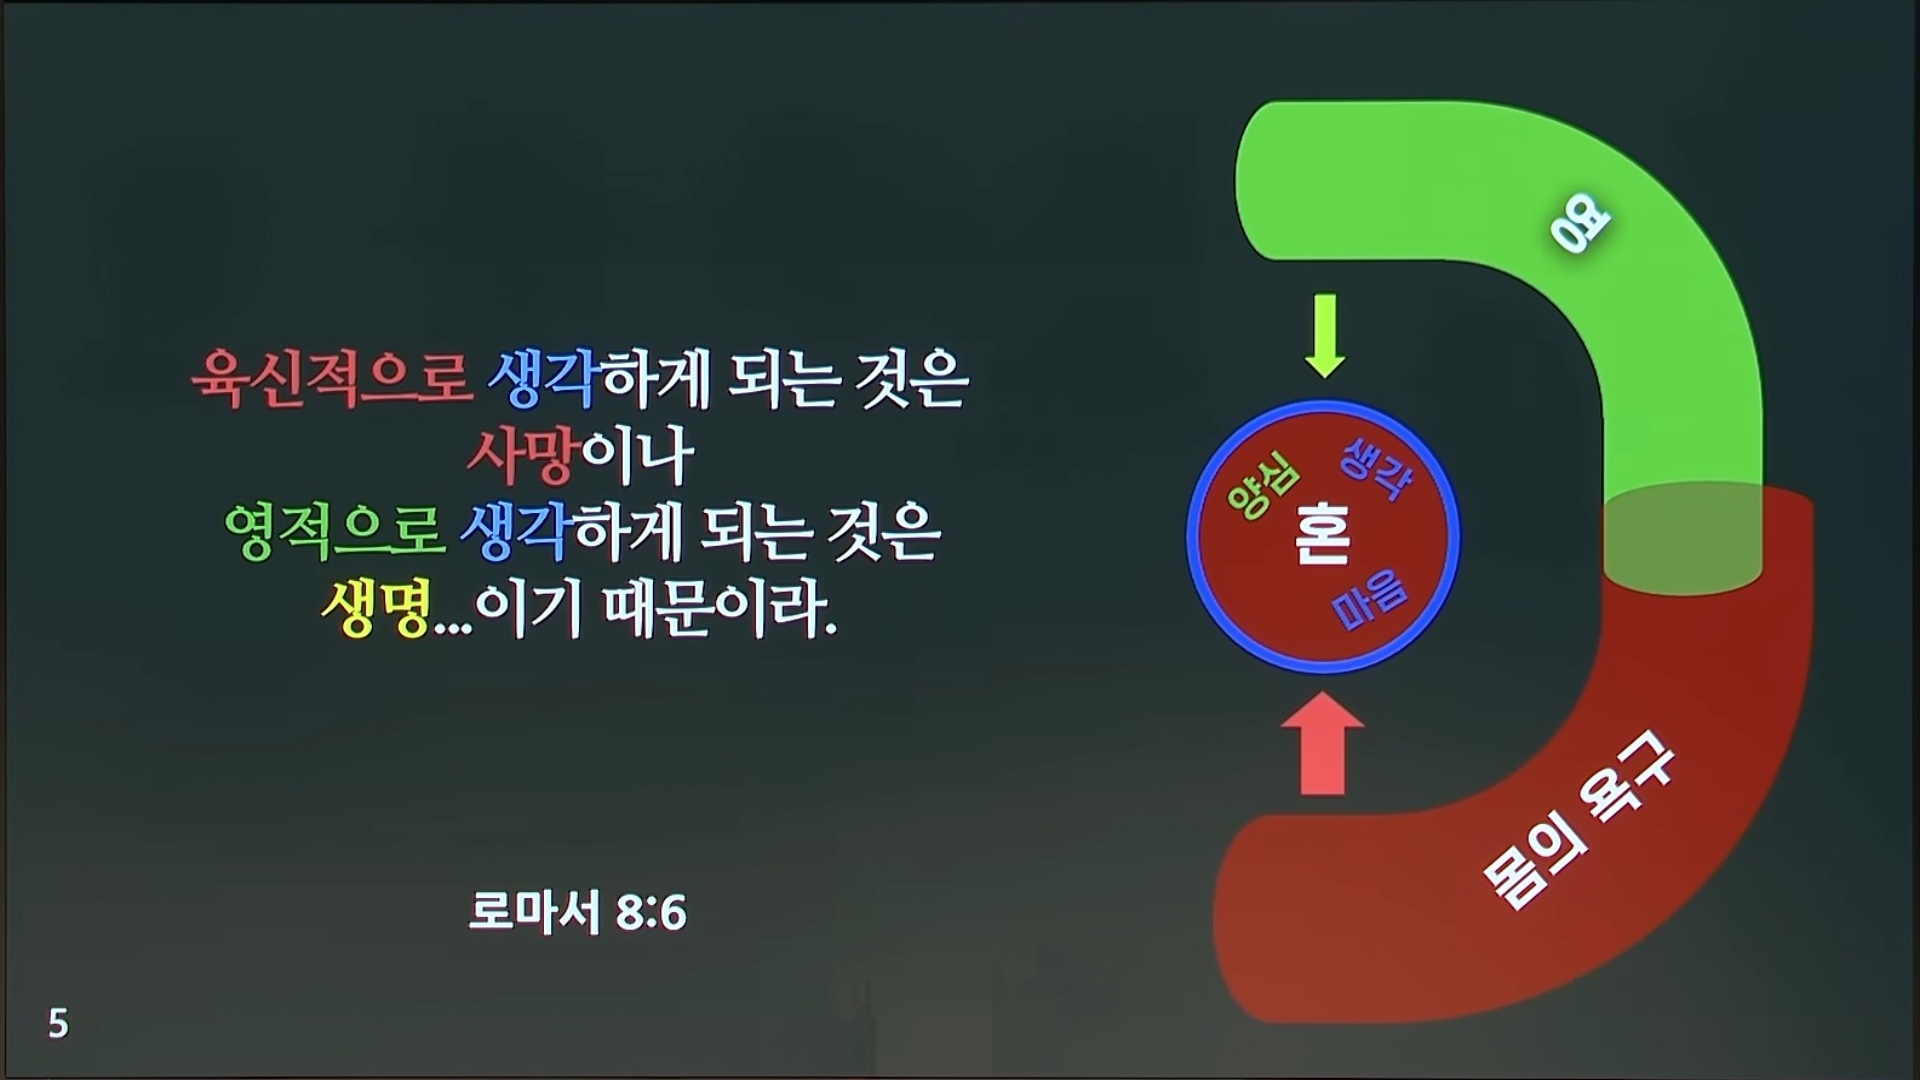 육신적으로 생각하게 되는 것은
사망이나
영적으로 생각하게 되는 것은
생명...이기 때문이라.
로마서 8:6
5
영
양심
생각
혼
마음
몸의 욕구